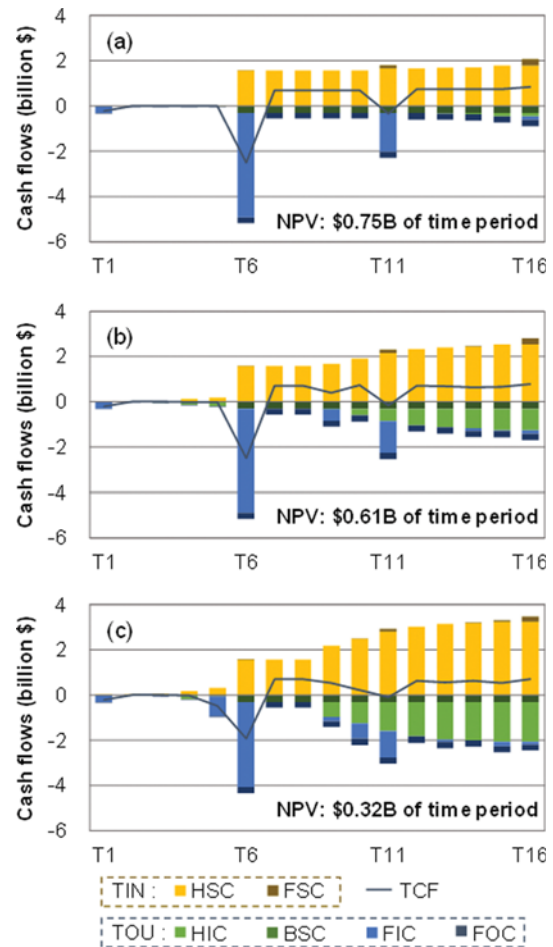 4
(a)
2
0
-2
-4
-6
Cash flows (billion $)
NPV: $0.75B of time period
T1 T6 T11 T16
4
(b)
2
0
-2
-4
-6
Cash flows (billion $)
NPV: $0.61B of time period
T1 T6 T11 T16
4
(c)
2
0
-2
-4
-6
Cash flows (billion $)
NPV: $0.32B of time period
T1 T6 T11 T16
TIN : HSC FSC TCF
TOU : HIC BSC FIC FOC